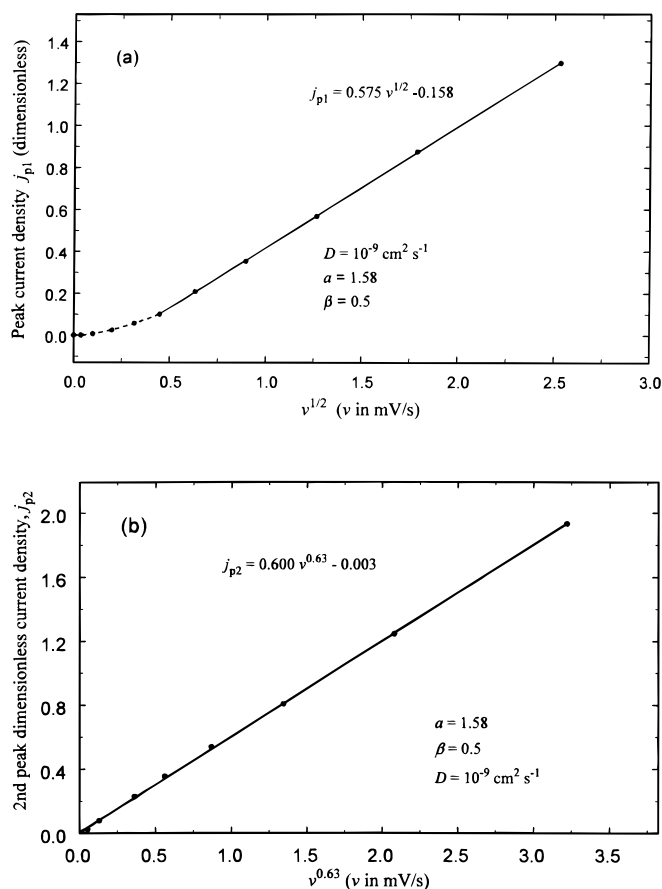 (a)
j_p1 = 0.575 v^1/2 -0.158
D = 10^-9 cm^2 s^-1
a = 1.58
β = 0.5
Peak current density j_p1 (dimensionless)
1.4
1.2
1.0
0.8
0.6
0.4
0.2
0.0
0.0 0.5 1.0 1.5 2.0 2.5 3.0
v^1/2 (v in mV/s)
(b)
j_p2 = 0.600 v^0.63 - 0.003
a = 1.58
β = 0.5
D = 10^-9 cm^2 s^-1
2nd peak dimensionless current density, j_p2
2.0
1.6
1.2
0.8
0.4
0.0
0.0 0.5 1.0 1.5 2.0 2.5 3.0 3.5
v^0.63 (v in mV/s)